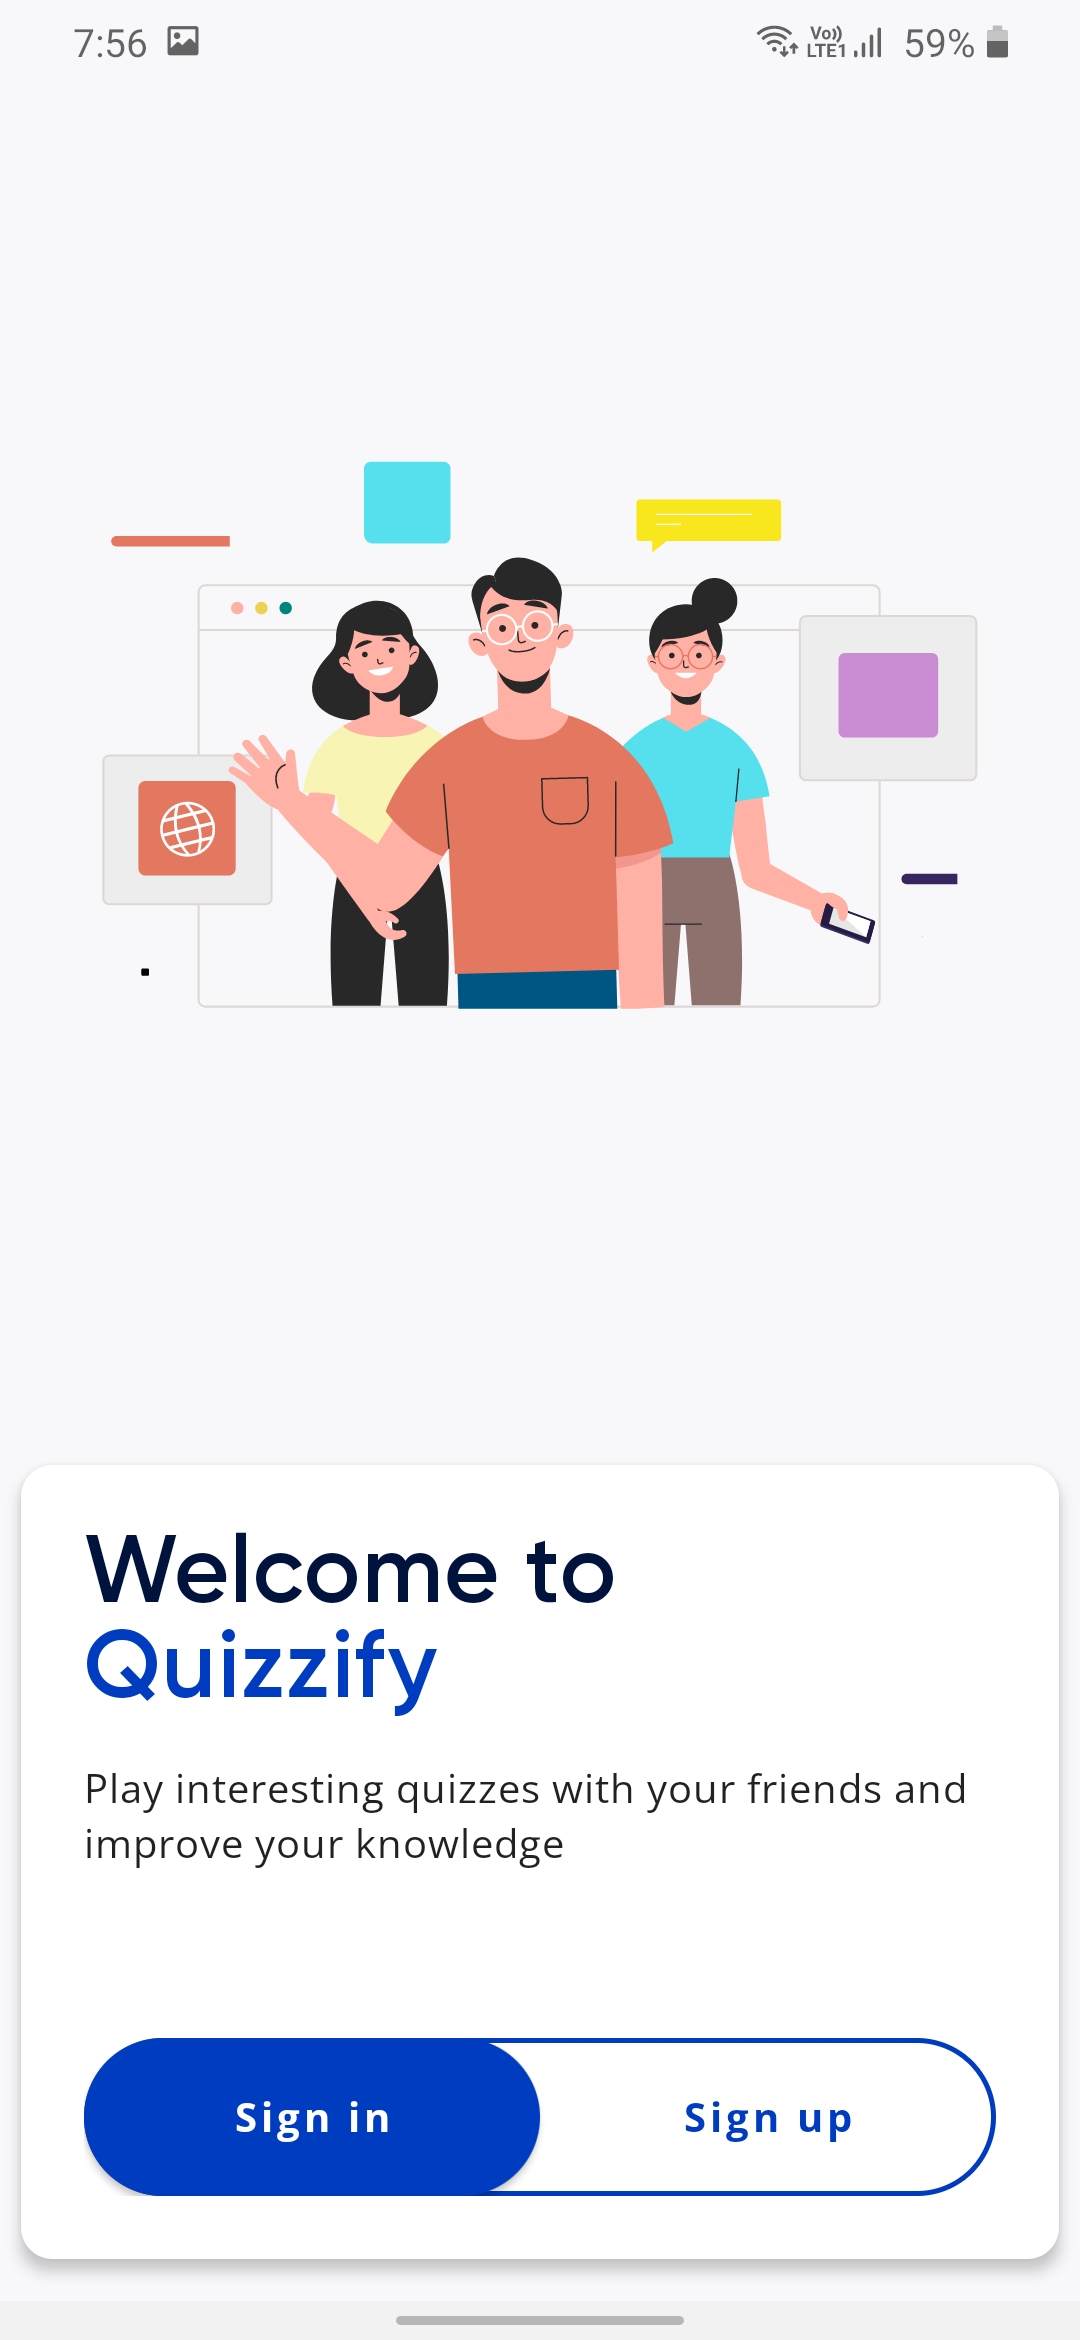 7:56 Vo)) LTE1 59%
Welcome to
Quizzify
Play interesting quizzes with your friends and
improve your knowledge
Sign in Sign up